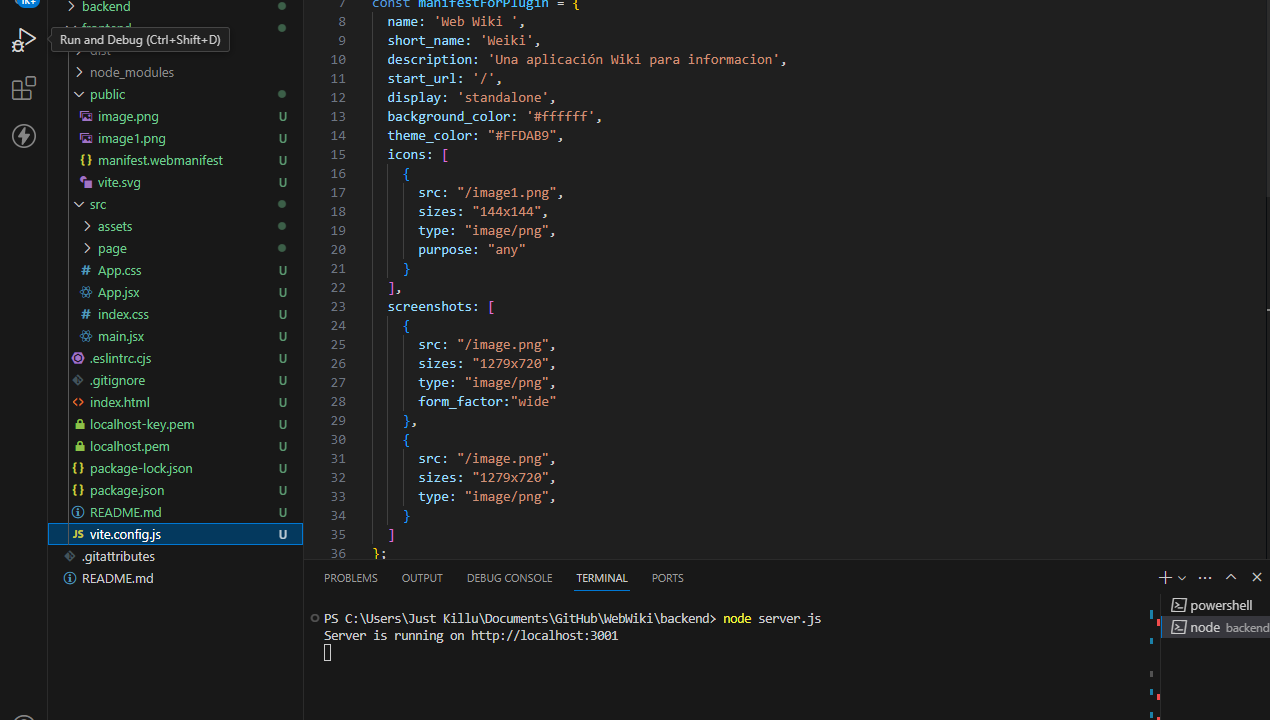 1k+
backend
frontend
Run and Debug (Ctrl+Shift+D)
dist
node_modules
public
image.png U
image1.png U
manifest.webmanifest U
vite.svg U
src
assets
page
App.css U
App.jsx U
index.css U
main.jsx U
.eslintrc.cjs U
.gitignore U
index.html U
localhost-key.pem U
localhost.pem U
package-lock.json U
package.json U
README.md U
vite.config.js U
.gitattributes
README.md
7 const manifestForPlugin = {
8 name: 'Web Wiki ',
9 short_name: 'Weiki',
10 description: 'Una aplicación Wiki para informacion',
11 start_url: '/',
12 display: 'standalone',
13 background_color: '#ffffff',
14 theme_color: "#FFDAB9",
15 icons: [
16 {
17 src: "/image1.png",
18 sizes: "144x144",
19 type: "image/png",
20 purpose: "any"
21 }
22 ],
23 screenshots: [
24 {
25 src: "/image.png",
26 sizes: "1279x720",
27 type: "image/png",
28 form_factor:"wide"
29 },
30 {
31 src: "/image.png",
32 sizes: "1279x720",
33 type: "image/png",
34 }
35 ]
36 };
PROBLEMS OUTPUT DEBUG CONSOLE TERMINAL PORTS
PS C:\Users\Just Killu\Documents\GitHub\WebWiki\backend> node server.js
Server is running on http://localhost:3001
powershell
node backend